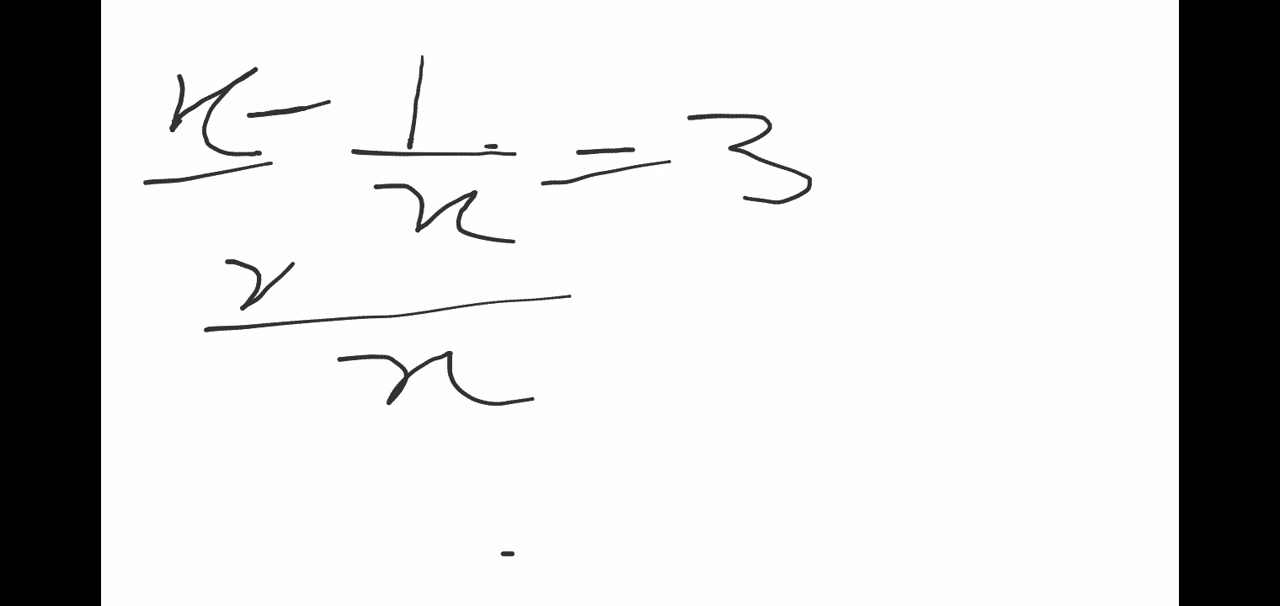 x - 1/x = 3
x